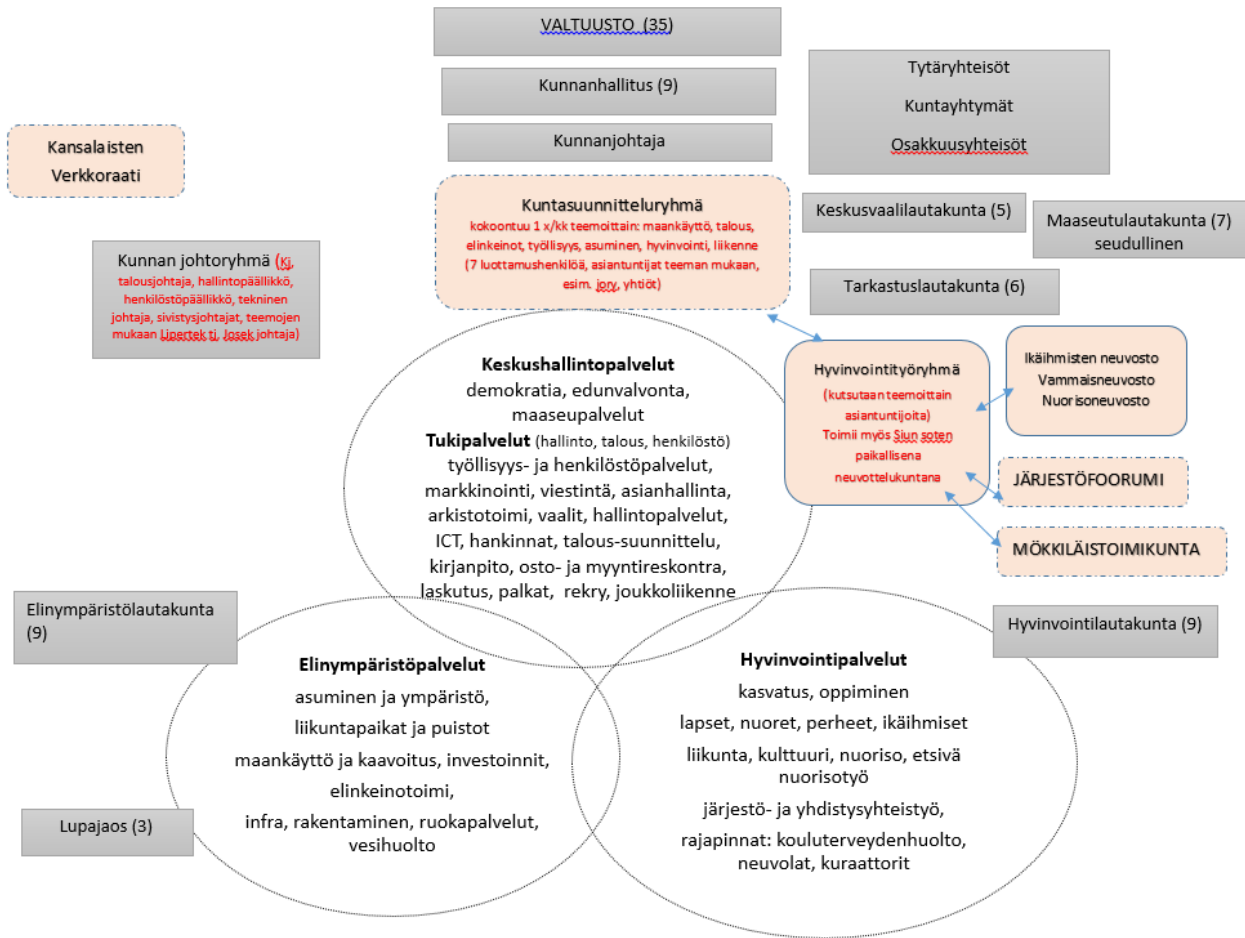 VALTUUSTO (35)
Kunnanhallitus (9)
Kunnanjohtaja
Tytäryhteisöt
Kuntayhtymät
Osakkuusyhteisöt
Kansalaisten
Verkkoraati
Kuntasuunnitteluryhmä
kokoontuu 1 x/kk teemoittain: maankäyttö, talous,
elinkeinot, työllisyys, asuminen, hyvinvointi, liikenne
(7 luottamushenkilöä, asiantuntijat teeman mukaan,
esim. jory, yhtiöt)
Keskusvaalilautakunta (5)
Maaseutulautakunta (7)
seudullinen
Tarkastuslautakunta (6)
Kunnan johtoryhmä (Kj,
talousjohtaja, hallintopäällikkö,
henkilöstöpäällikkö, tekninen
johtaja, sivistysjohtajat, teemojen
mukaan Lipertek tj, Josek johtaja)
Keskushallintopalvelut
demokratia, edunvalvonta,
maaseupalvelut
Tukipalvelut (hallinto, talous, henkilöstö)
työllisyys- ja henkilöstöpalvelut,
markkinointi, viestintä, asianhallinta,
arkistotoimi, vaalit, hallintopalvelut,
ICT, hankinnat, talous-suunnittelu,
kirjanpito, osto- ja myyntireskontra,
laskutus, palkat, rekry, joukkoliikenne
Hyvinvointityöryhmä
(kutsutaan teemoittain
asiantuntijoita)
Toimii myös Siun soten
paikallisena
neuvottelukuntana
Ikäihmisten neuvosto
Vammaisneuvosto
Nuorisoneuvosto
JÄRJESTÖFOORUMI
MÖKKILÄISTOIMIKUNTA
Elinympäristölautakunta
(9)
Hyvinvointilautakunta (9)
Elinympäristöpalvelut
asuminen ja ympäristö,
liikuntapaikat ja puistot
maankäyttö ja kaavoitus, investoinnit,
elinkeinotoimi,
infra, rakentaminen, ruokapalvelut,
vesihuolto
Lupajaos (3)
Hyvinvointipalvelut
kasvatus, oppiminen
lapset, nuoret, perheet, ikäihmiset
liikunta, kulttuuri, nuoriso, etsivä
nuorisotyö
järjestö- ja yhdistysyhteistyö,
rajapinnat: kouluterveydenhuolto,
neuvolat, kuraattorit